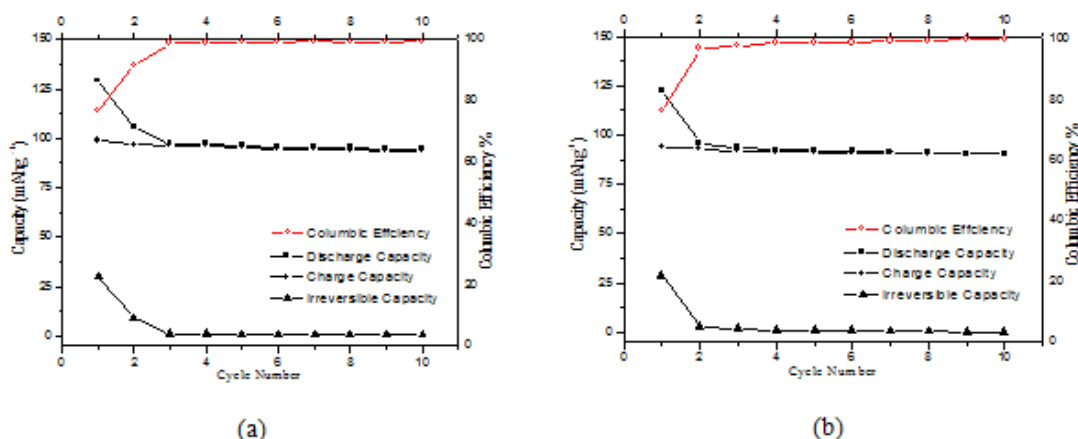 0 2 4 6 8 10
150 100
125 80
100 60
75
50 40
25 20
0 0
Capacity (mAhg⁻¹)
Columbic Efficiency %
Columbic Effciency
Discharge Capacity
Charge Capacity
Irreversible Capacity
0 2 4 6 8 10
Cycle Number
(a)
0 2 4 6 8 10
150 100
125 80
100 60
75
50 40
25 20
0 0
Capacity (mAhg⁻¹)
Columbic Efficiency %
Columbic Effciency
Discharge Capacity
Charge Capacity
Irreversible Capacity
0 2 4 6 8 10
Cycle Number
(b)